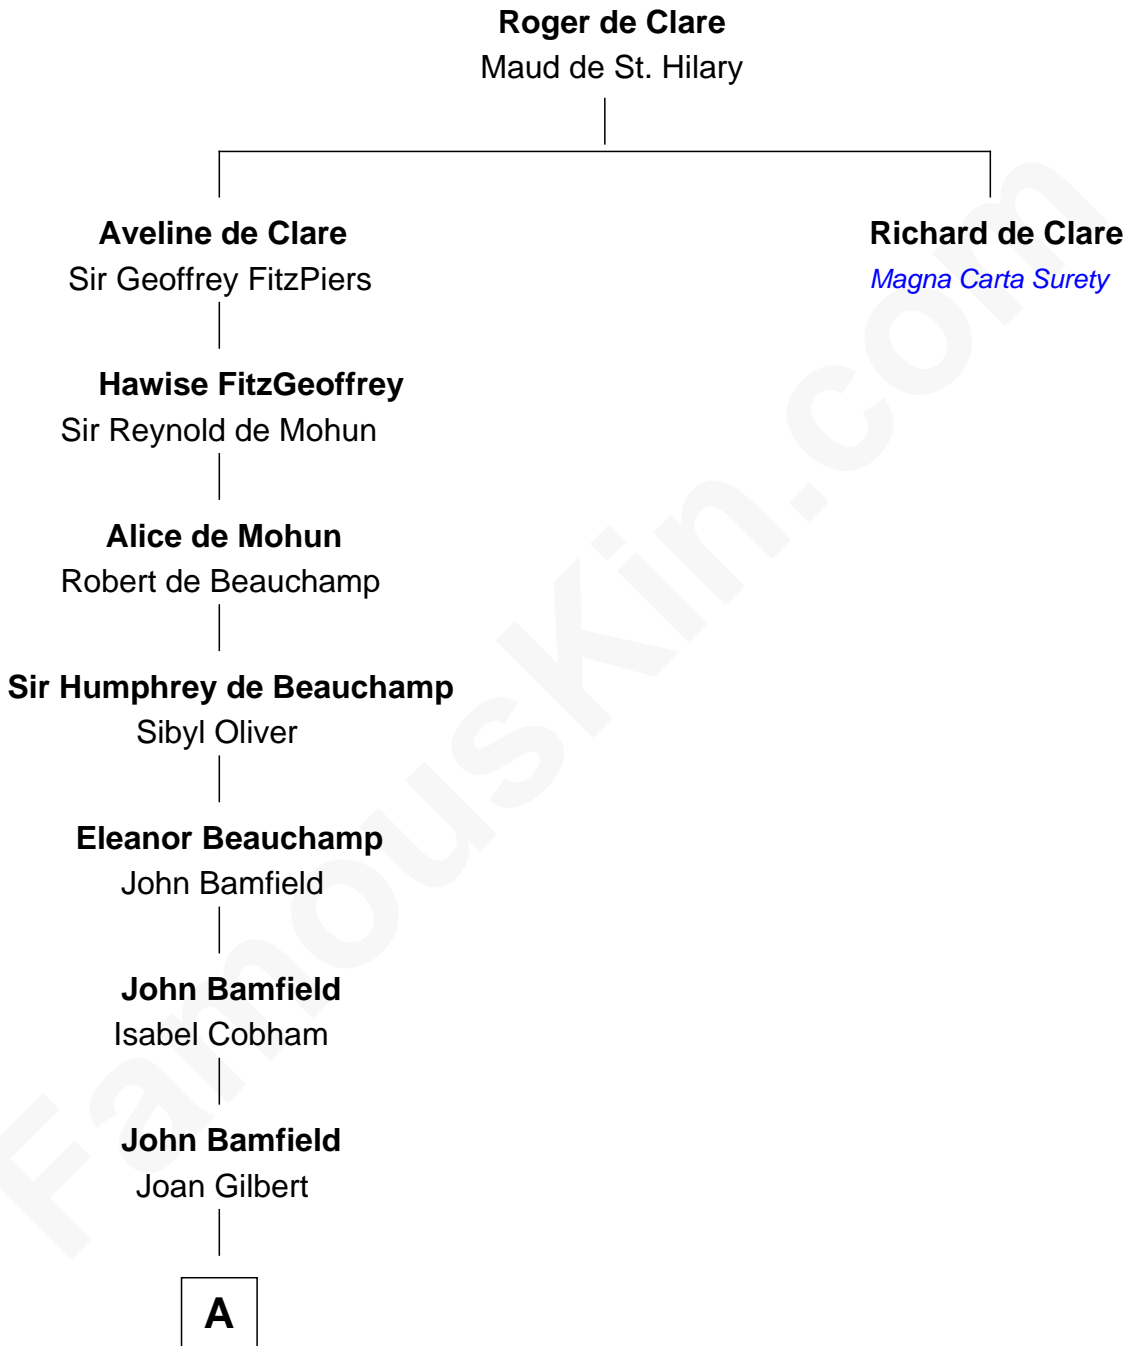 Roger de Clare
Maud de St. Hilary
Aveline de Clare
Sir Geoffrey FitzPiers
Richard de Clare
Magna Carta Surety
Hawise FitzGeoffrey
Sir Reynold de Mohun
Alice de Mohun
Robert de Beauchamp
Sir Humphrey de Beauchamp
Sibyl Oliver
Eleanor Beauchamp
John Bamfield
John Bamfield
Isabel Cobham
John Bamfield
Joan Gilbert
A
FamousKin.com